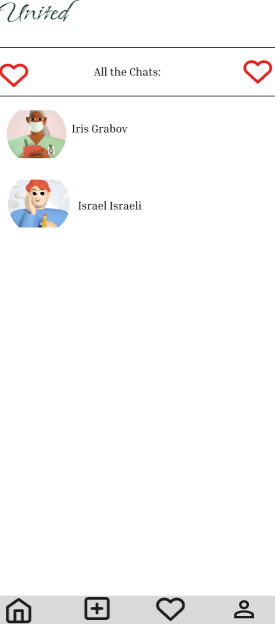 United
All the Chats:
Iris Grabov
Israel Israeli